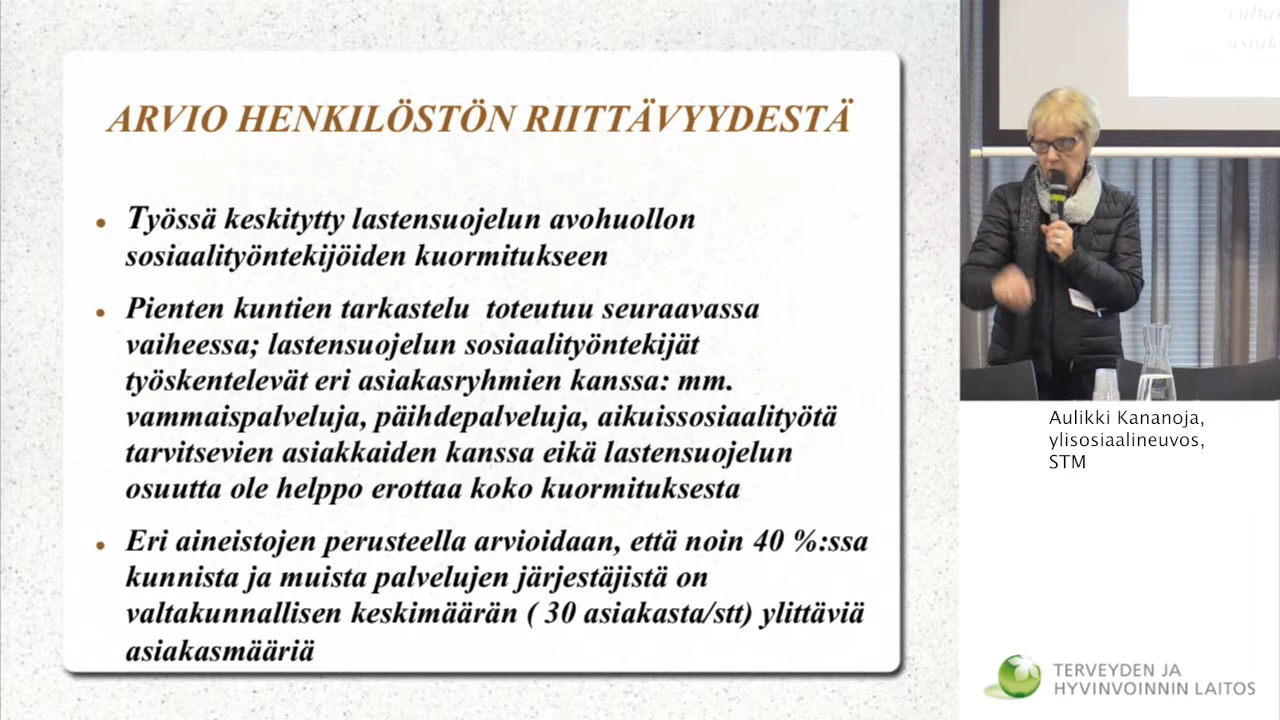 ARVIO HENKILÖSTÖN RIITTÄVYYDESTÄ
Työssä keskitytty lastensuojelun avohuollon
sosiaalityöntekijöiden kuormitukseen
Pienten kuntien tarkastelu toteutuu seuraavassa
vaiheessa; lastensuojelun sosiaalityöntekijät
työskentelevät eri asiakasryhmien kanssa: mm.
vammaispalveluja, päihdepalveluja, aikuissosiaalityötä
tarvitsevien asiakkaiden kanssa eikä lastensuojelun
osuutta ole helppo erottaa koko kuormituksesta
Eri aineistojen perusteella arvioidaan, että noin 40 %:ssa
kunnista ja muista palvelujen järjestäjistä on
valtakunnallisen keskimäärän ( 30 asiakasta/stt) ylittäviä
asiakasmääriä
Aulikki Kananoja,
ylisosiaalineuvos,
STM
TERVEYDEN JA
HYVINVOINNIN LAITOS